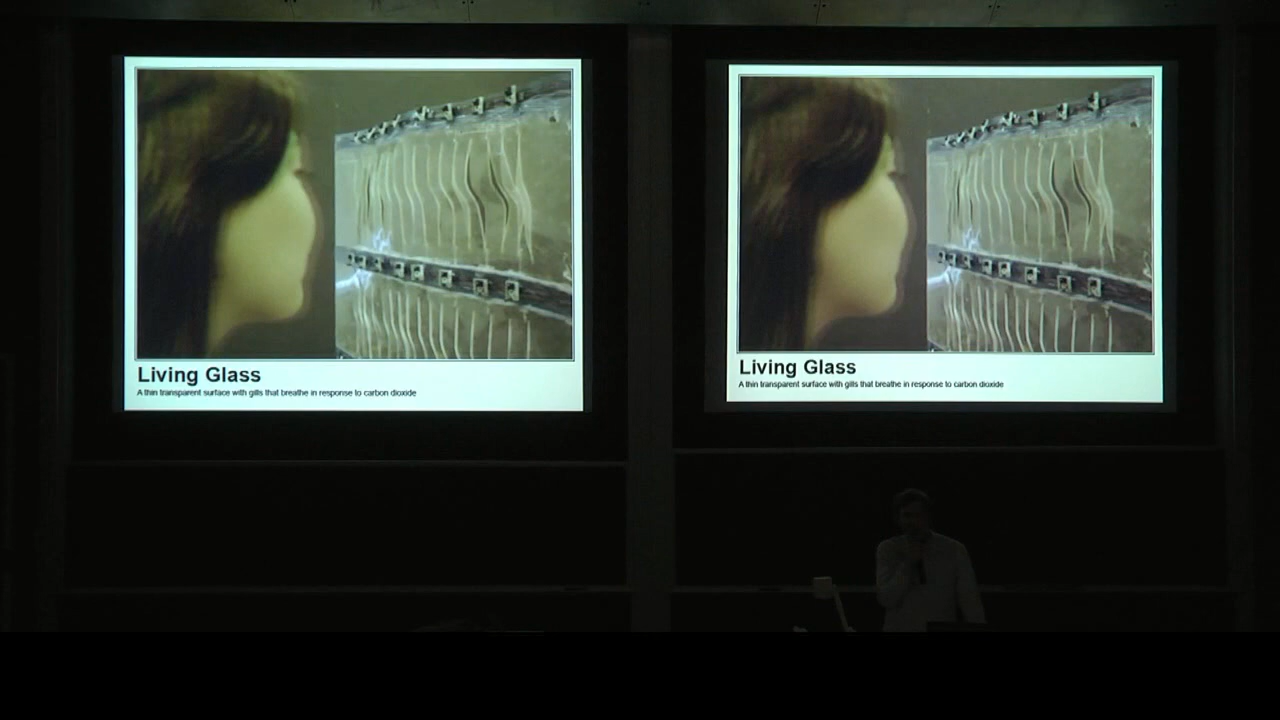 Living Glass
A thin transparent surface with gills that breathe in response to carbon dioxide
Living Glass
A thin transparent surface with gills that breathe in response to carbon dioxide